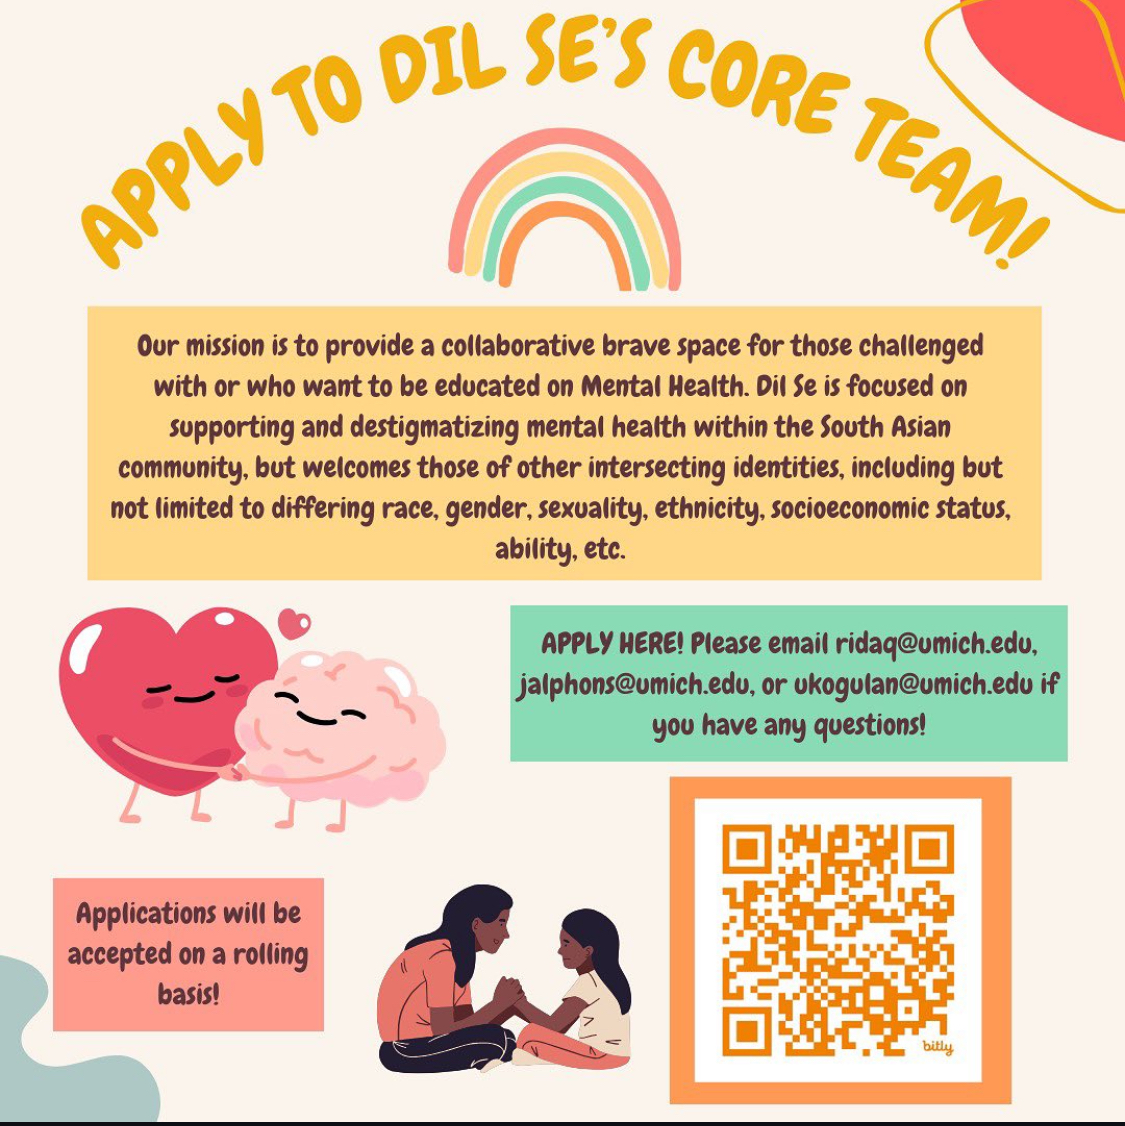 APPLY TO DIL SE'S CORE TEAM!
Our mission is to provide a collaborative brave space for those challenged
with or who want to be educated on Mental Health. Dil Se is focused on
supporting and destigmatizing mental health within the South Asian
community, but welcomes those of other intersecting identities, including but
not limited to differing race, gender, sexuality, ethnicity, socioeconomic status,
ability, etc.
APPLY HERE! Please email ridaq@umich.edu,
jalphons@umich.edu, or ukogulan@umich.edu if
you have any questions!
Applications will be
accepted on a rolling
basis!
bitly